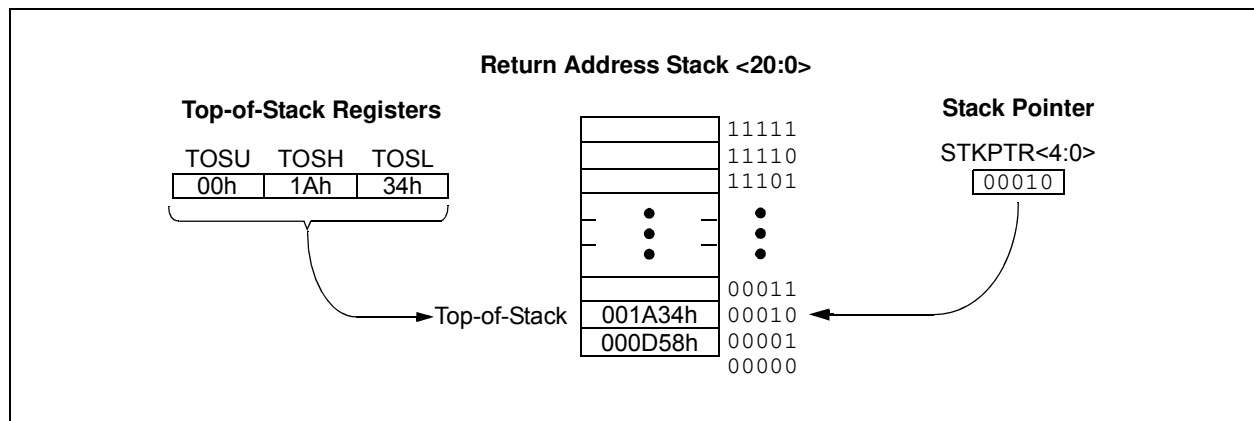 Return Address Stack <20:0>
Top-of-Stack Registers
Stack Pointer
TOSU TOSH TOSL
STKPTR<4:0>
00h 1Ah 34h
00010
11111
11110
11101
00011
Top-of-Stack 001A34h 00010
000D58h 00001
00000